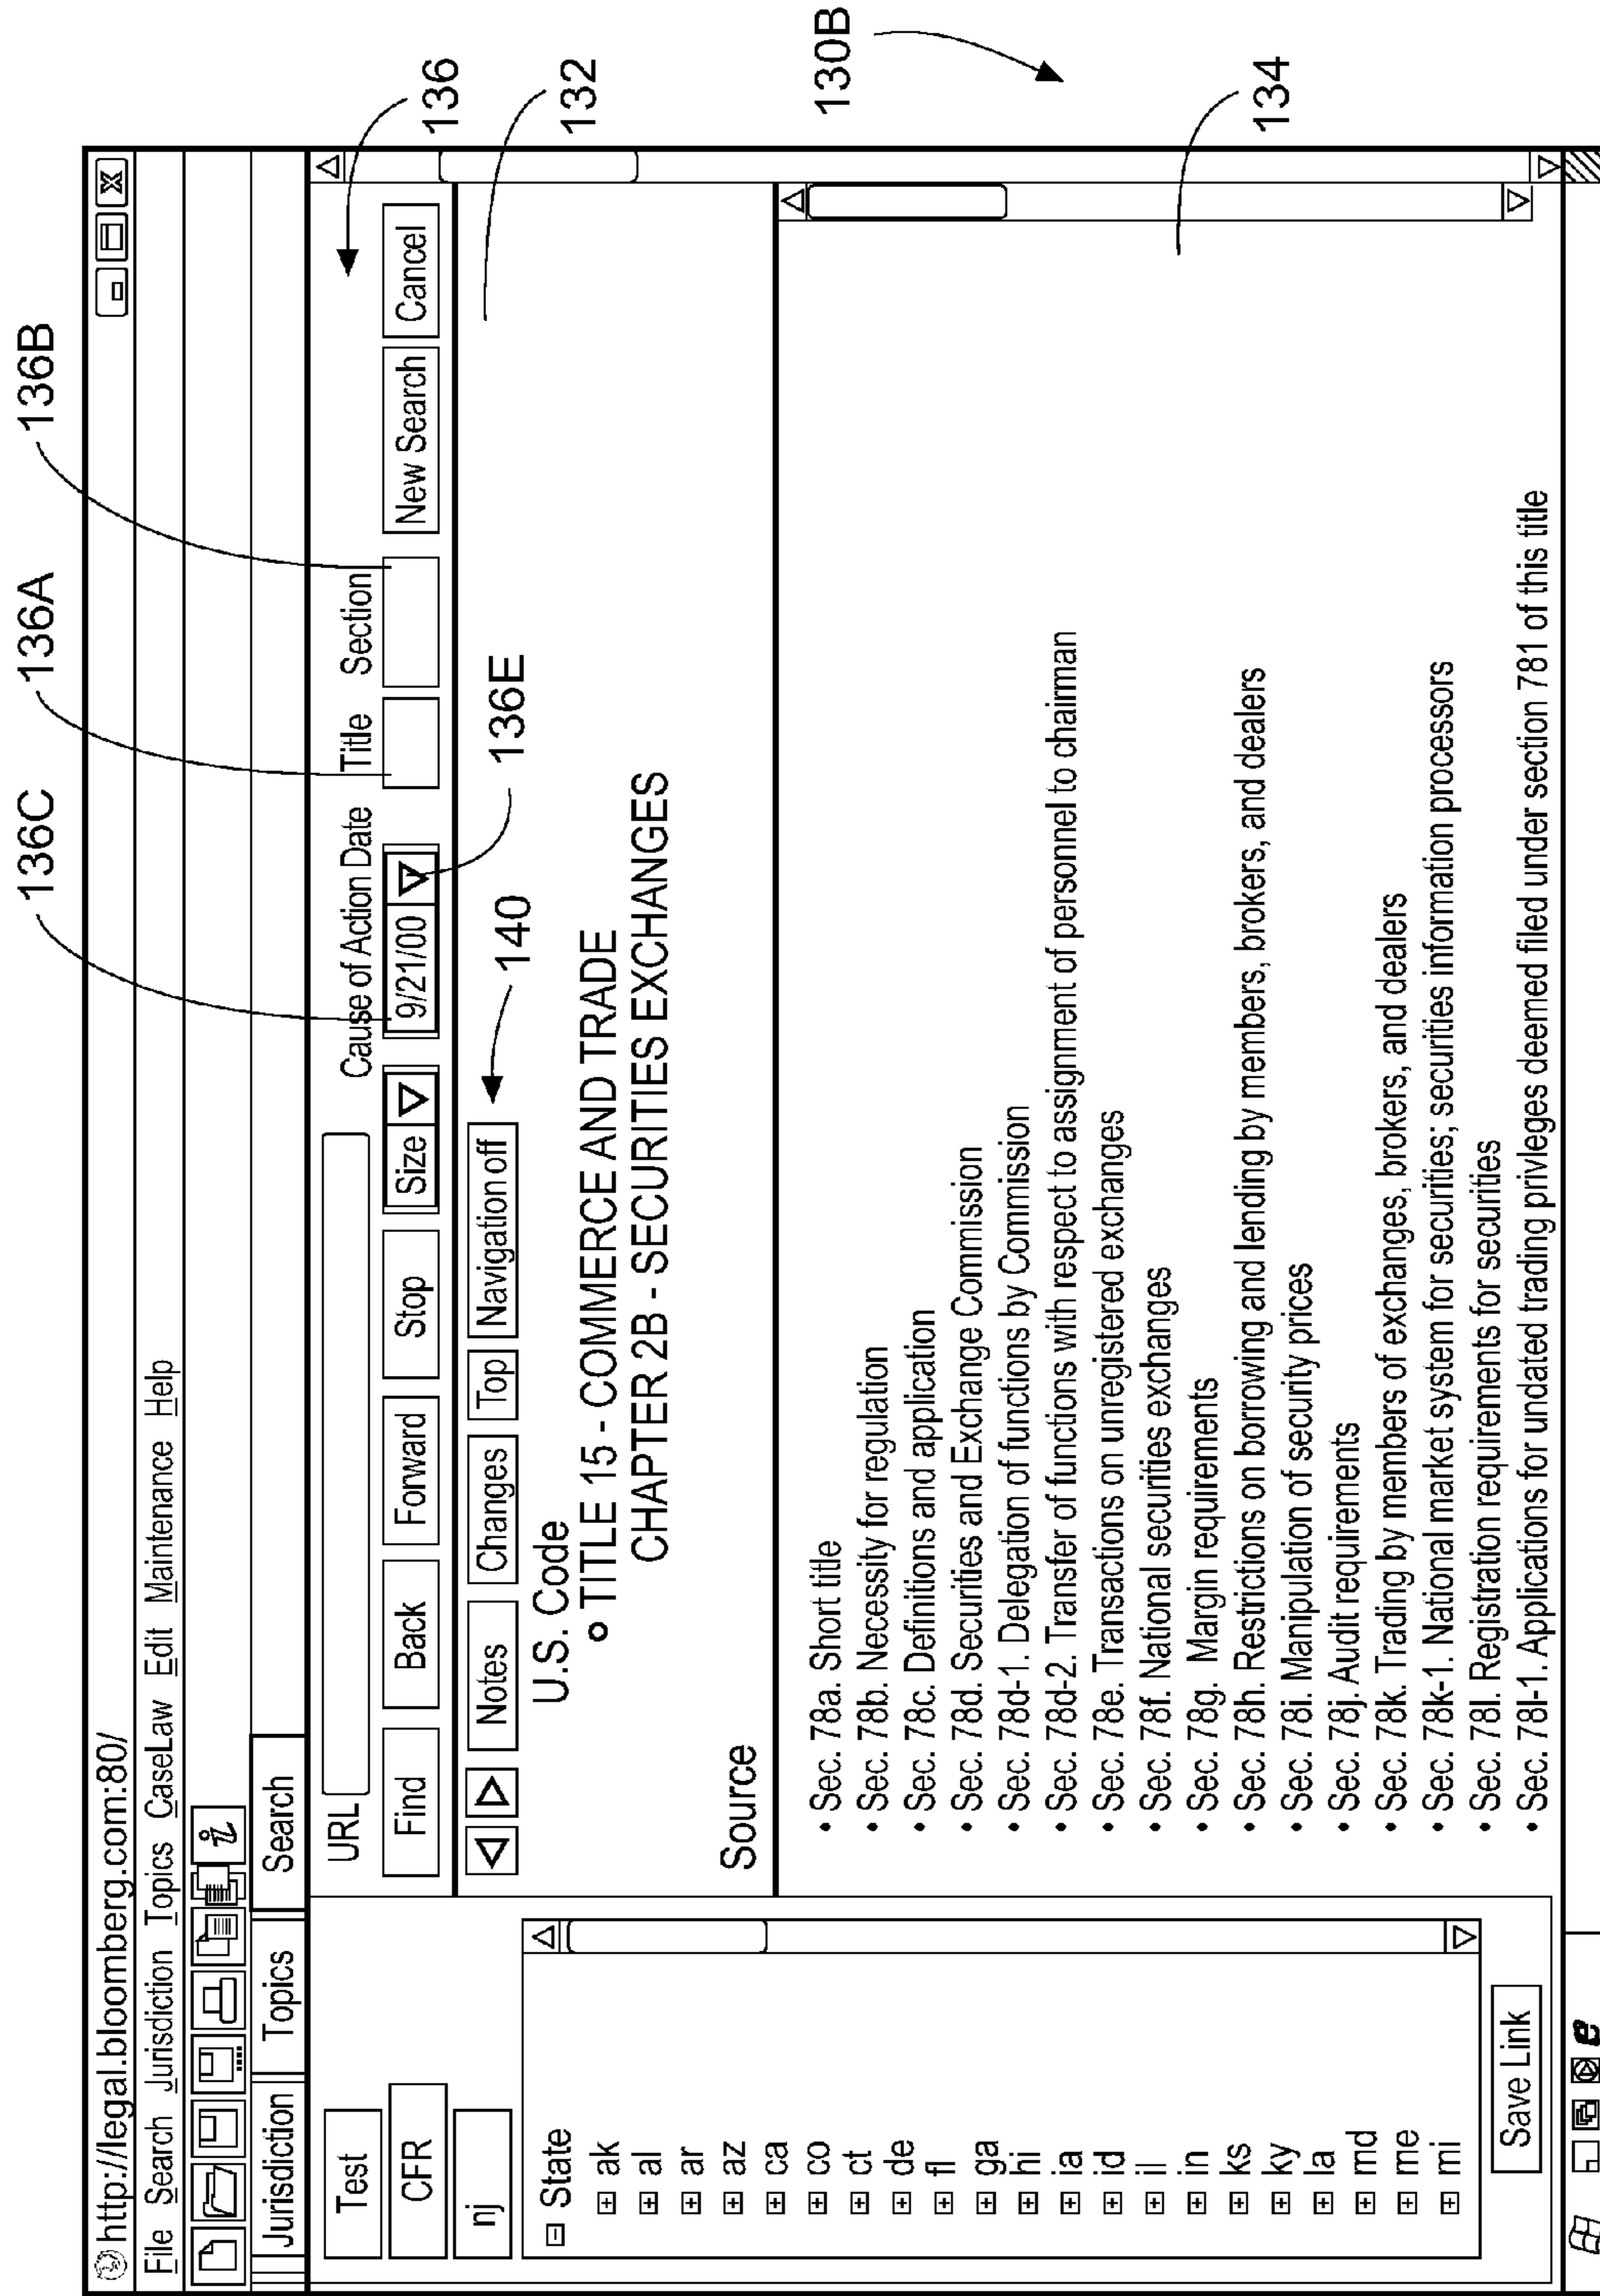 136C
136A
136B
http://legal.bloomberg.com:80/
File Search Jurisdiction Topics CaseLaw Edit Maintenance Help
i
Jurisdiction Topics Search
Test
CFR
nj
State
ak
al
ar
az
ca
co
ct
de
fl
ga
hi
ia
id
il
in
ks
ky
la
md
me
mi
Save Link
e
URL
Cause of Action Date Title Section
Find Back Forward Stop Size 9/21/00 New Search Cancel
136
136E
Notes Changes Top Navigation off
140
132
U.S. Code
TITLE 15 - COMMERCE AND TRADE
CHAPTER 2B - SECURITIES EXCHANGES
Source
130B
• Sec. 78a. Short title
• Sec. 78b. Necessity for regulation
• Sec. 78c. Definitions and application
• Sec. 78d. Securities and Exchange Commission
• Sec. 78d-1. Delegation of functions by Commission
• Sec. 78d-2. Transfer of functions with respect to assignment of personnel to chairman
• Sec. 78e. Transactions on unregistered exchanges
• Sec. 78f. National securities exchanges
• Sec. 78g. Margin requirements
• Sec. 78h. Restrictions on borrowing and lending by members, brokers, and dealers
• Sec. 78i. Manipulation of security prices
• Sec. 78j. Audit requirements
• Sec. 78k. Trading by members of exchanges, brokers, and dealers
• Sec. 78k-1. National market system for securities; securities information processors
• Sec. 78l. Registration requirements for securities
• Sec. 78l-1. Applications for undated trading privleges deemed filed under section 781 of this title
134